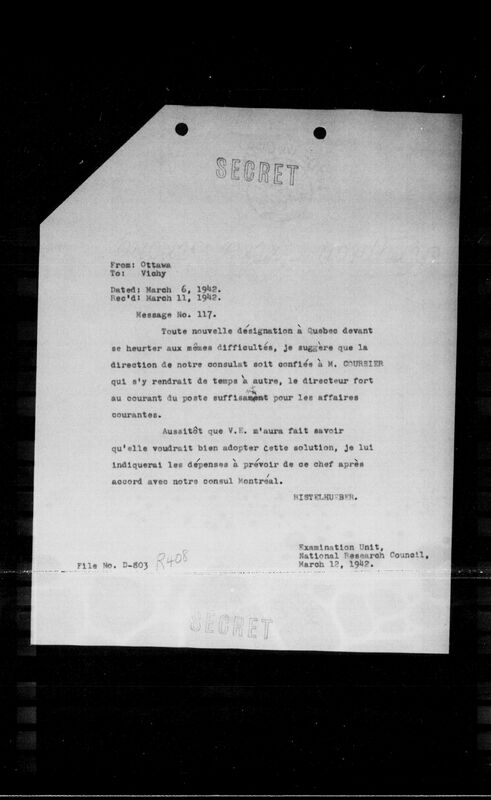 SECRET
From: Ottawa
To: Vichy
Dated: March 6, 1942.
Rec'd: March 11, 1942.
Message No. 117.
Toute nouvelle désignation à Quebec devant
se heurter aux mêmes difficultés, je suggère que la
direction de notre consulat soit confiée à M. COURSIER
qui s'y rendrait de temps à autre, le directeur fort
au courant du poste suffisament pour les affaires
courantes.
Aussitôt que V.E. m'aura fait savoir
qu'elle voudrait bien adopter cette solution, je lui
indiquerai les dépenses à prévoir de ce chef après
accord avec notre consul Montréal.
RISTELHUEBER.
Examination Unit,
National Research Council,
March 12, 1942.
File No. D-803 R408
SECRET